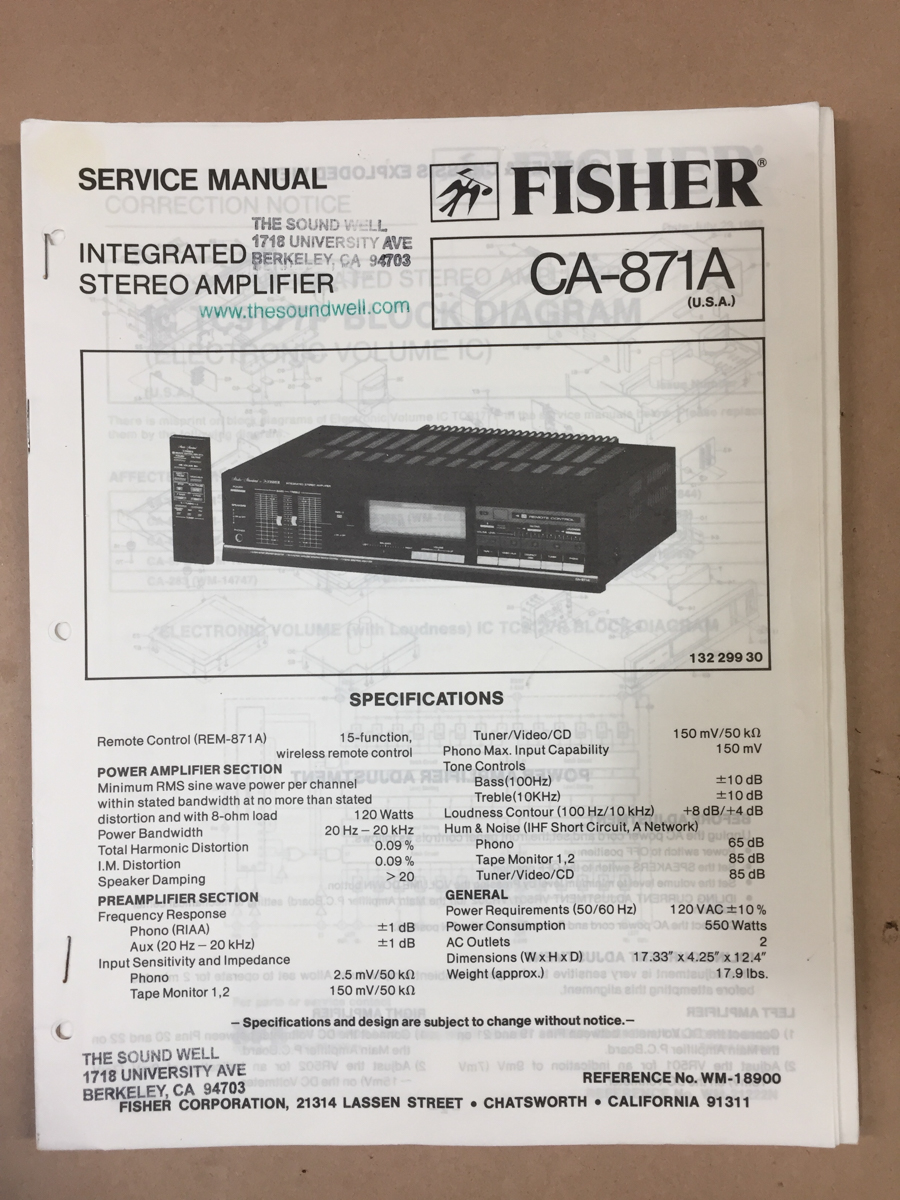 SERVICE MANUAL
FISHER®
THE SOUND WELL
1718 UNIVERSITY AVE
BERKELEY, CA 94703
INTEGRATED
STEREO AMPLIFIER
www.thesoundwell.com
CA-871A
(U.S.A.)
132 299 30
SPECIFICATIONS
Remote Control (REM-871A) 15-function,
wireless remote control
POWER AMPLIFIER SECTION
Minimum RMS sine wave power per channel
within stated bandwidth at no more than stated
distortion and with 8-ohm load 120 Watts
Power Bandwidth 20 Hz – 20 kHz
Total Harmonic Distortion 0.09 %
I.M. Distortion 0.09 %
Speaker Damping > 20
PREAMPLIFIER SECTION
Frequency Response
Phono (RIAA) ±1 dB
Aux (20 Hz – 20 kHz) ±1 dB
Input Sensitivity and Impedance
Phono 2.5 mV/50 kΩ
Tape Monitor 1,2 150 mV/50 kΩ
Tuner/Video/CD 150 mV/50 kΩ
Phono Max. Input Capability 150 mV
Tone Controls
Bass(100Hz) ±10 dB
Treble(10KHz) ±10 dB
Loudness Contour (100 Hz/10 kHz) +8 dB/+4 dB
Hum & Noise (IHF Short Circuit, A Network)
Phono 65 dB
Tape Monitor 1,2 85 dB
Tuner/Video/CD 85 dB
GENERAL
Power Requirements (50/60 Hz) 120 VAC ±10 %
Power Consumption 550 Watts
AC Outlets 2
Dimensions (W x H x D) 17.33" x 4.25" x 12.4"
Weight (approx.) 17.9 lbs.
– Specifications and design are subject to change without notice.–
THE SOUND WELL
1718 UNIVERSITY AVE
BERKELEY, CA 94703
REFERENCE No. WM-18900
FISHER CORPORATION, 21314 LASSEN STREET • CHATSWORTH • CALIFORNIA 91311